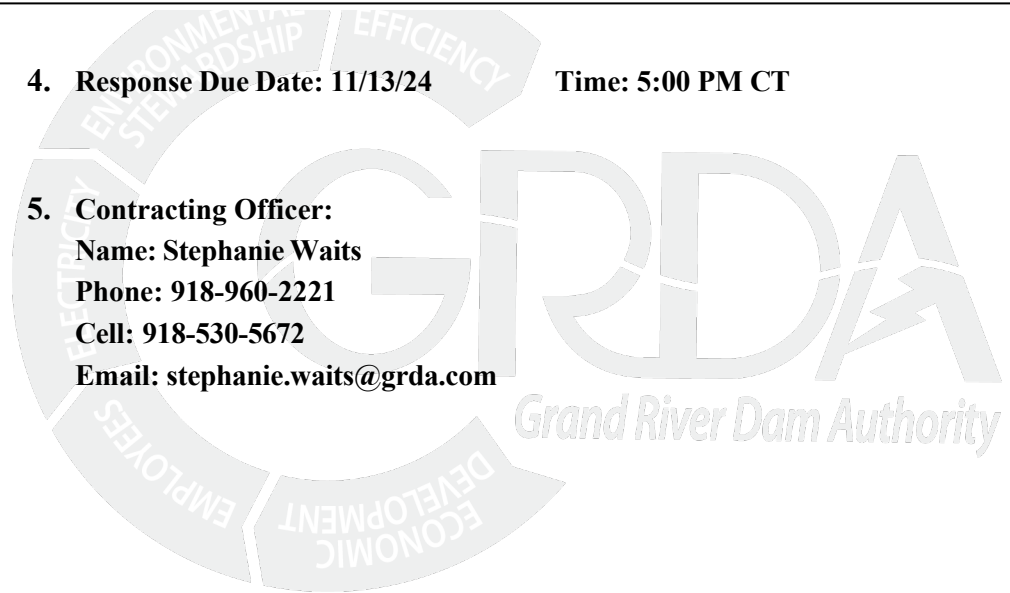 4. Response Due Date: 11/13/24 Time: 5:00 PM CT
5. Contracting Officer:
Name: Stephanie Waits
Phone: 918-960-2221
Cell: 918-530-5672
Email: stephanie.waits@grda.com
ENVIRONMENTAL
STEWARDSHIP
EFFICIENCY
ELECTRICITY
EMPLOYEES
ECONOMIC
DEVELOPMENT
GRDA
Grand River Dam Authority